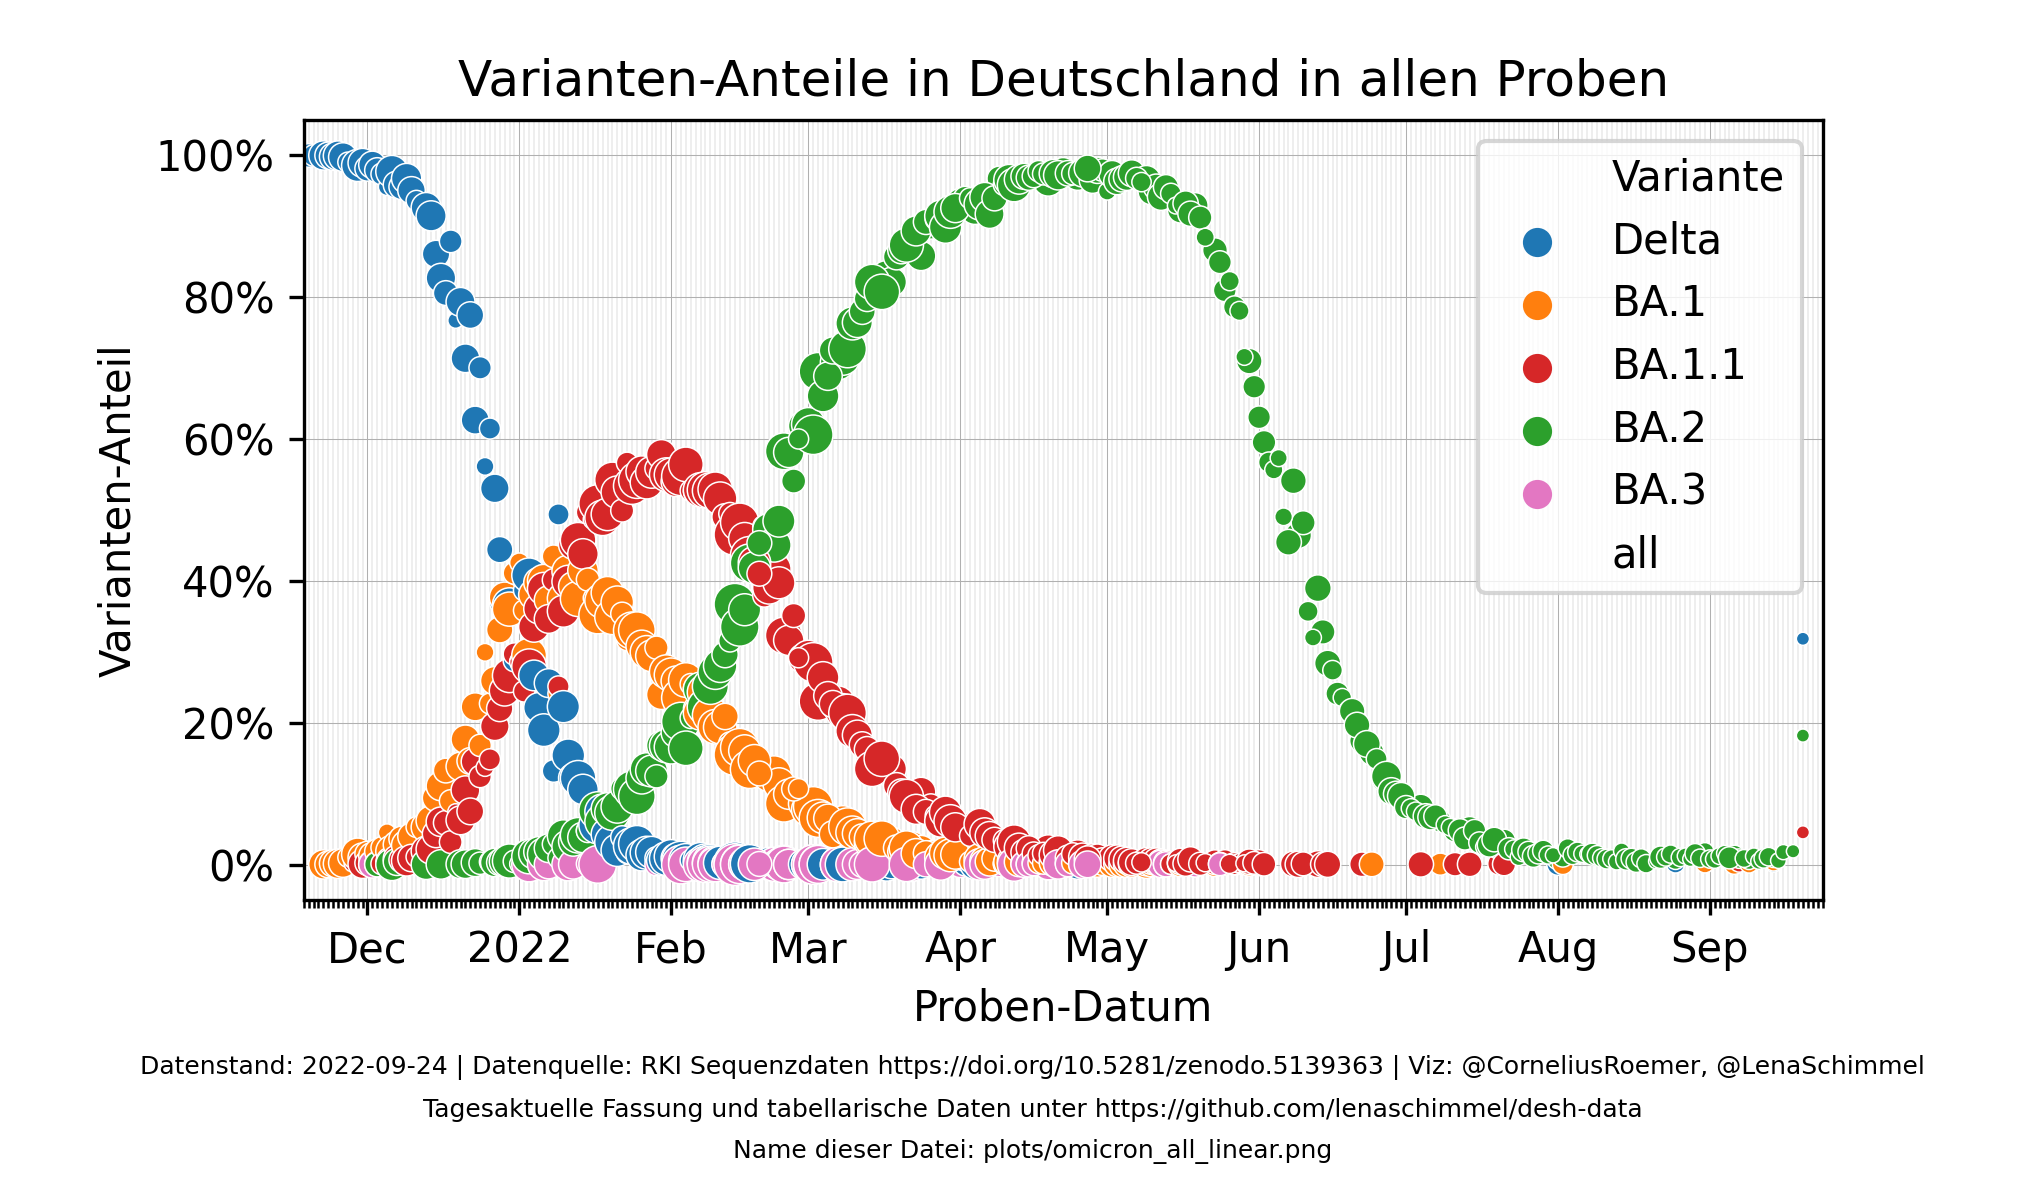 Varianten-Anteile in Deutschland in allen Proben
Varianten-Anteil
100%
80%
60%
40%
20%
0%
Variante
Delta
BA.1
BA.1.1
BA.2
BA.3
all
Dec 2022 Feb Mar Apr May Jun Jul Aug Sep
Proben-Datum
Datenstand: 2022-09-24 | Datenquelle: RKI Sequenzdaten https://doi.org/10.5281/zenodo.5139363 | Viz: @CorneliusRoemer, @LenaSchimmel
Tagesaktuelle Fassung und tabellarische Daten unter https://github.com/lenaschimmel/desh-data
Name dieser Datei: plots/omicron_all_linear.png